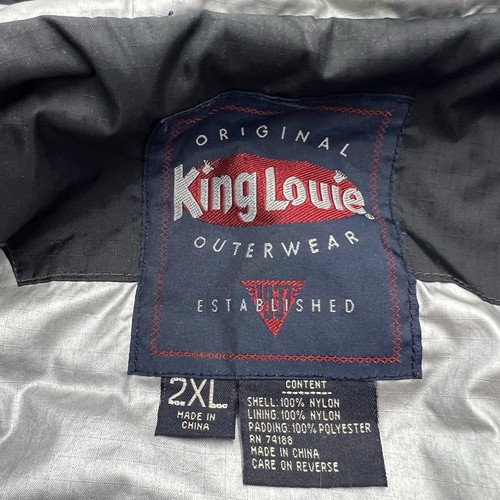 ORIGINAL
King Louie®
OUTERWEAR
ESTABLISHED
2XL
MADE IN
CHINA
CONTENT
SHELL: 100% NYLON
LINING: 100% NYLON
PADDING: 100% POLYESTER
RN 74188
MADE IN CHINA
CARE ON REVERSE